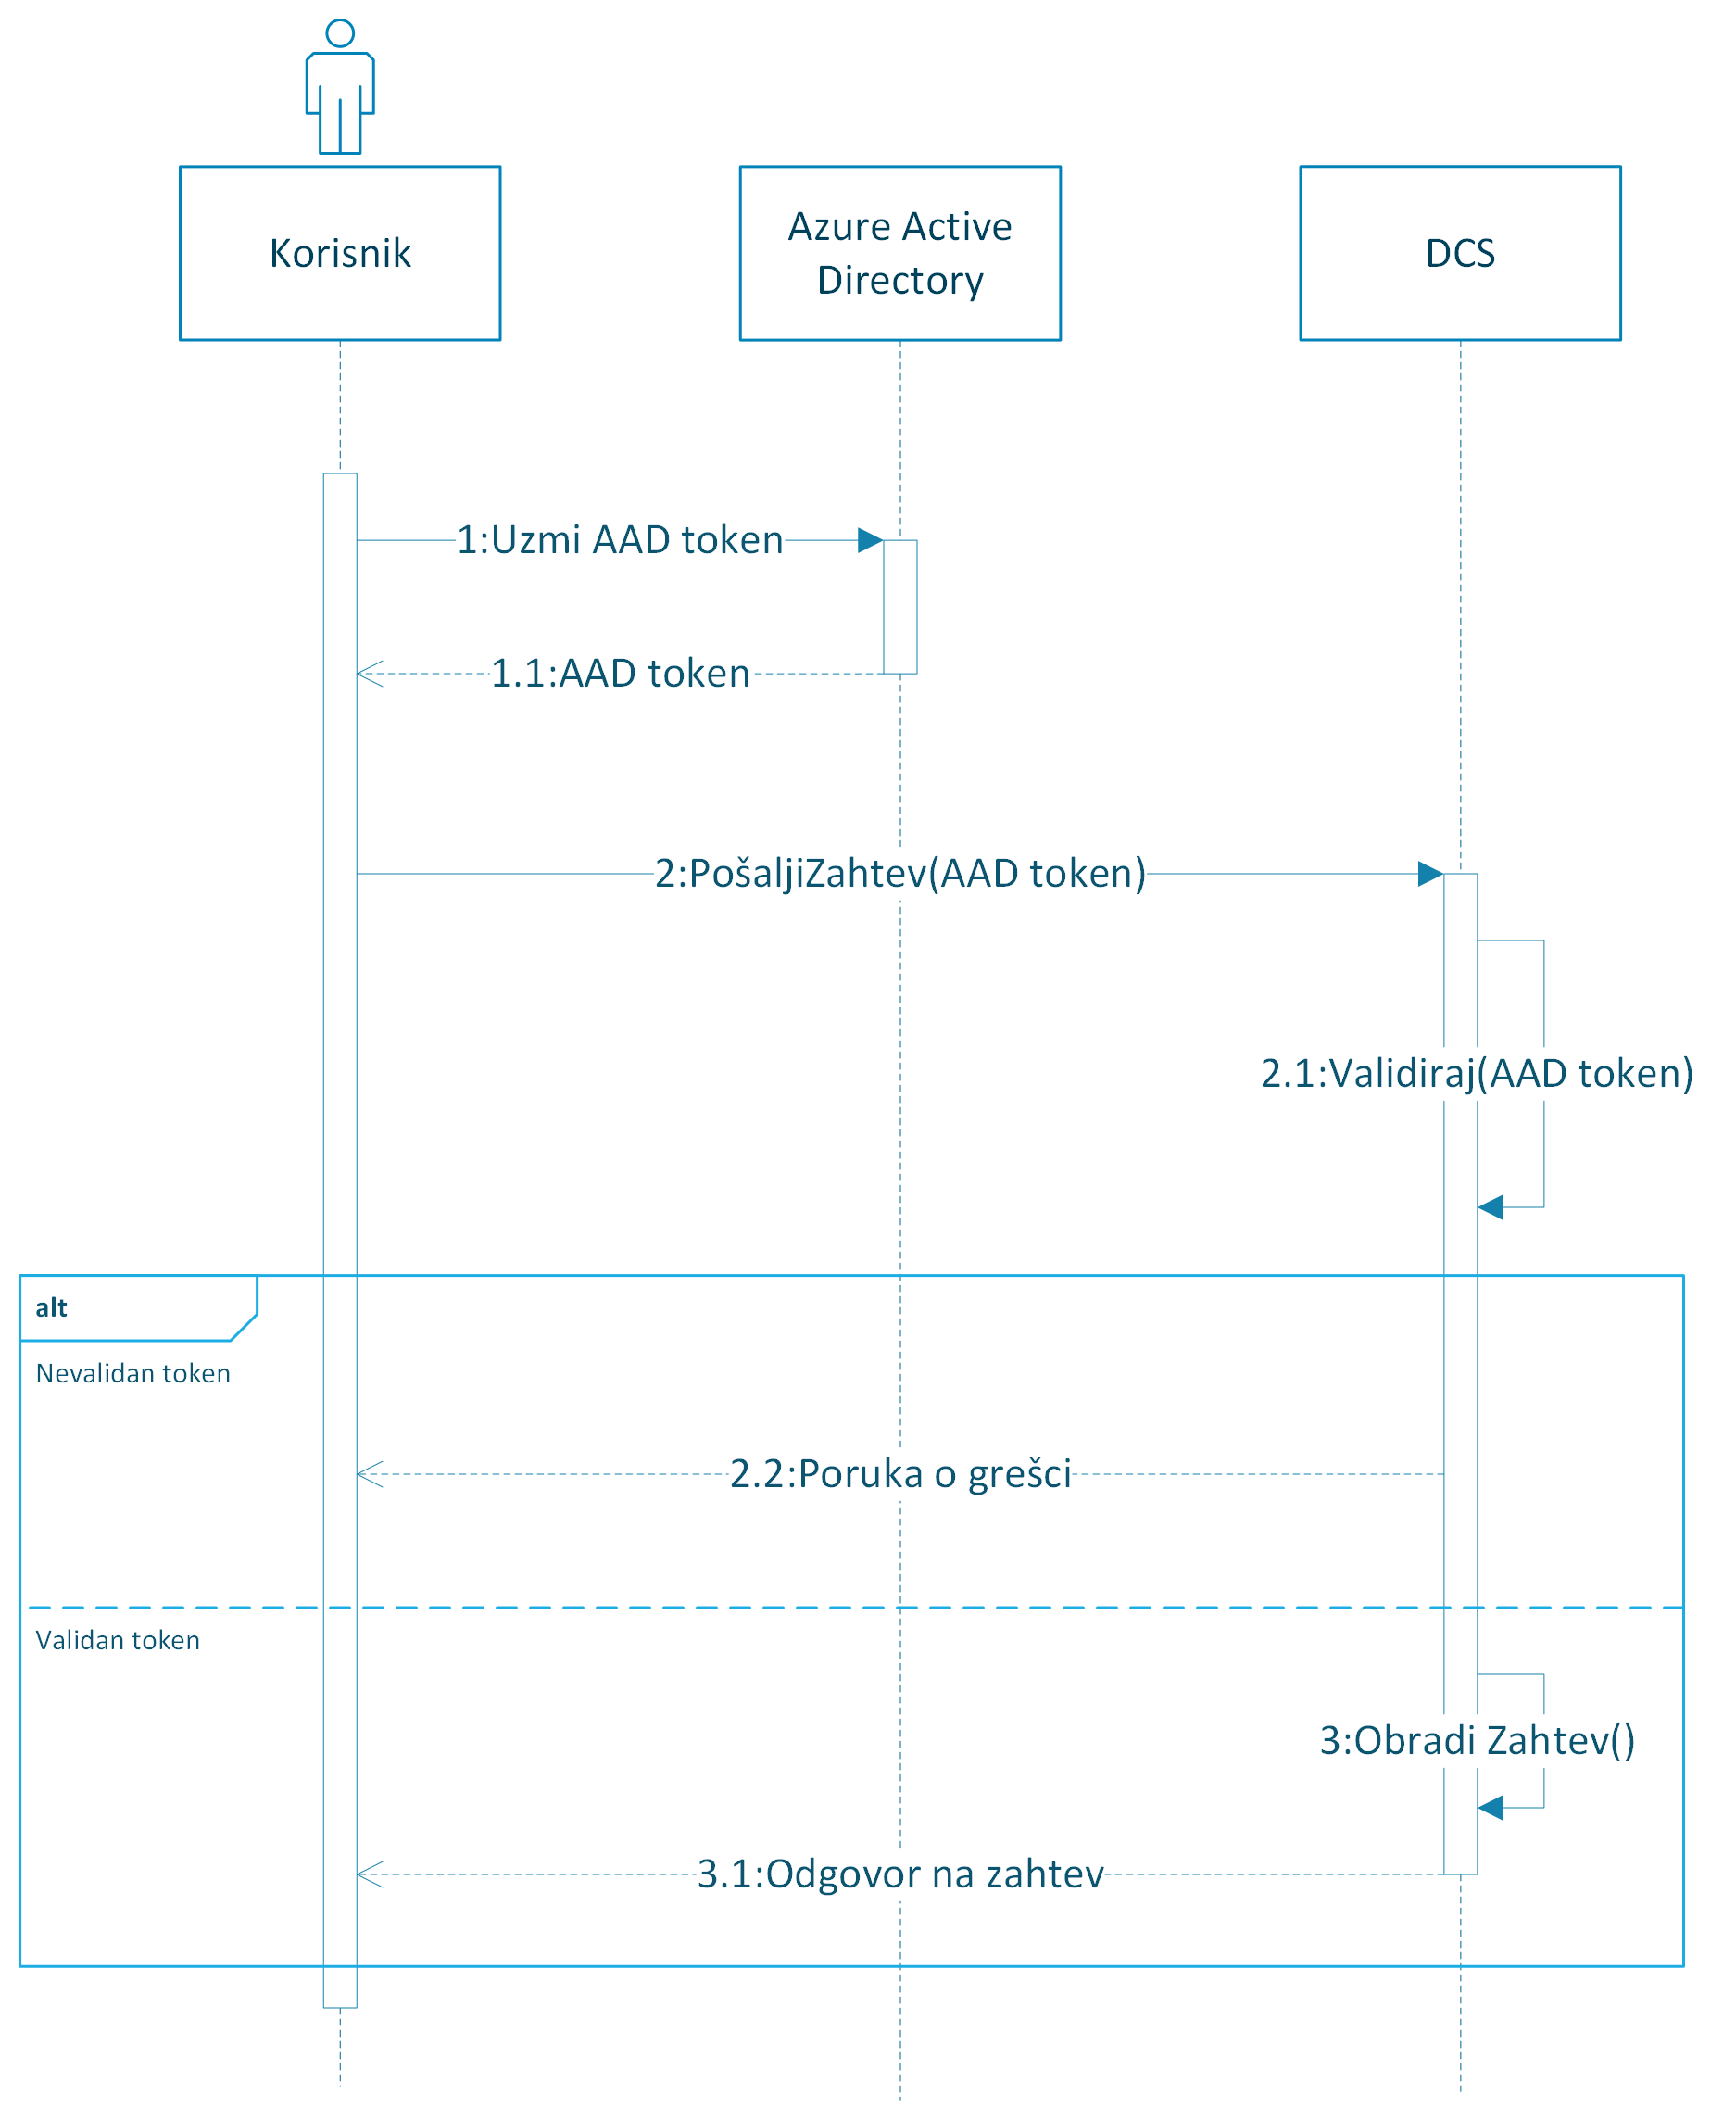 Korisnik
Azure Active
Directory
DCS
1:Uzmi AAD token
1.1:AAD token
2:PošaljiZahtev(AAD token)
2.1:Validiraj(AAD token)
alt
Nevalidan token
2.2:Poruka o grešci
Validan token
3:Obradi Zahtev()
3.1:Odgovor na zahtev